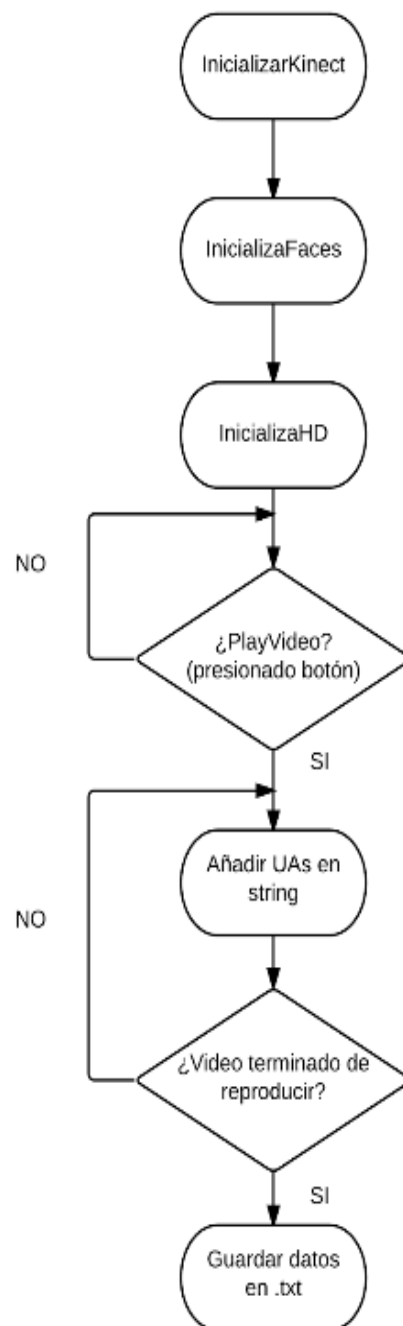 InicializarKinect
InicializaFaces
InicializaHD
NO
¿PlayVideo?
(presionado botón)
SI
Añadir UAs en
string
NO
¿Video terminado de
reproducir?
SI
Guardar datos
en .txt